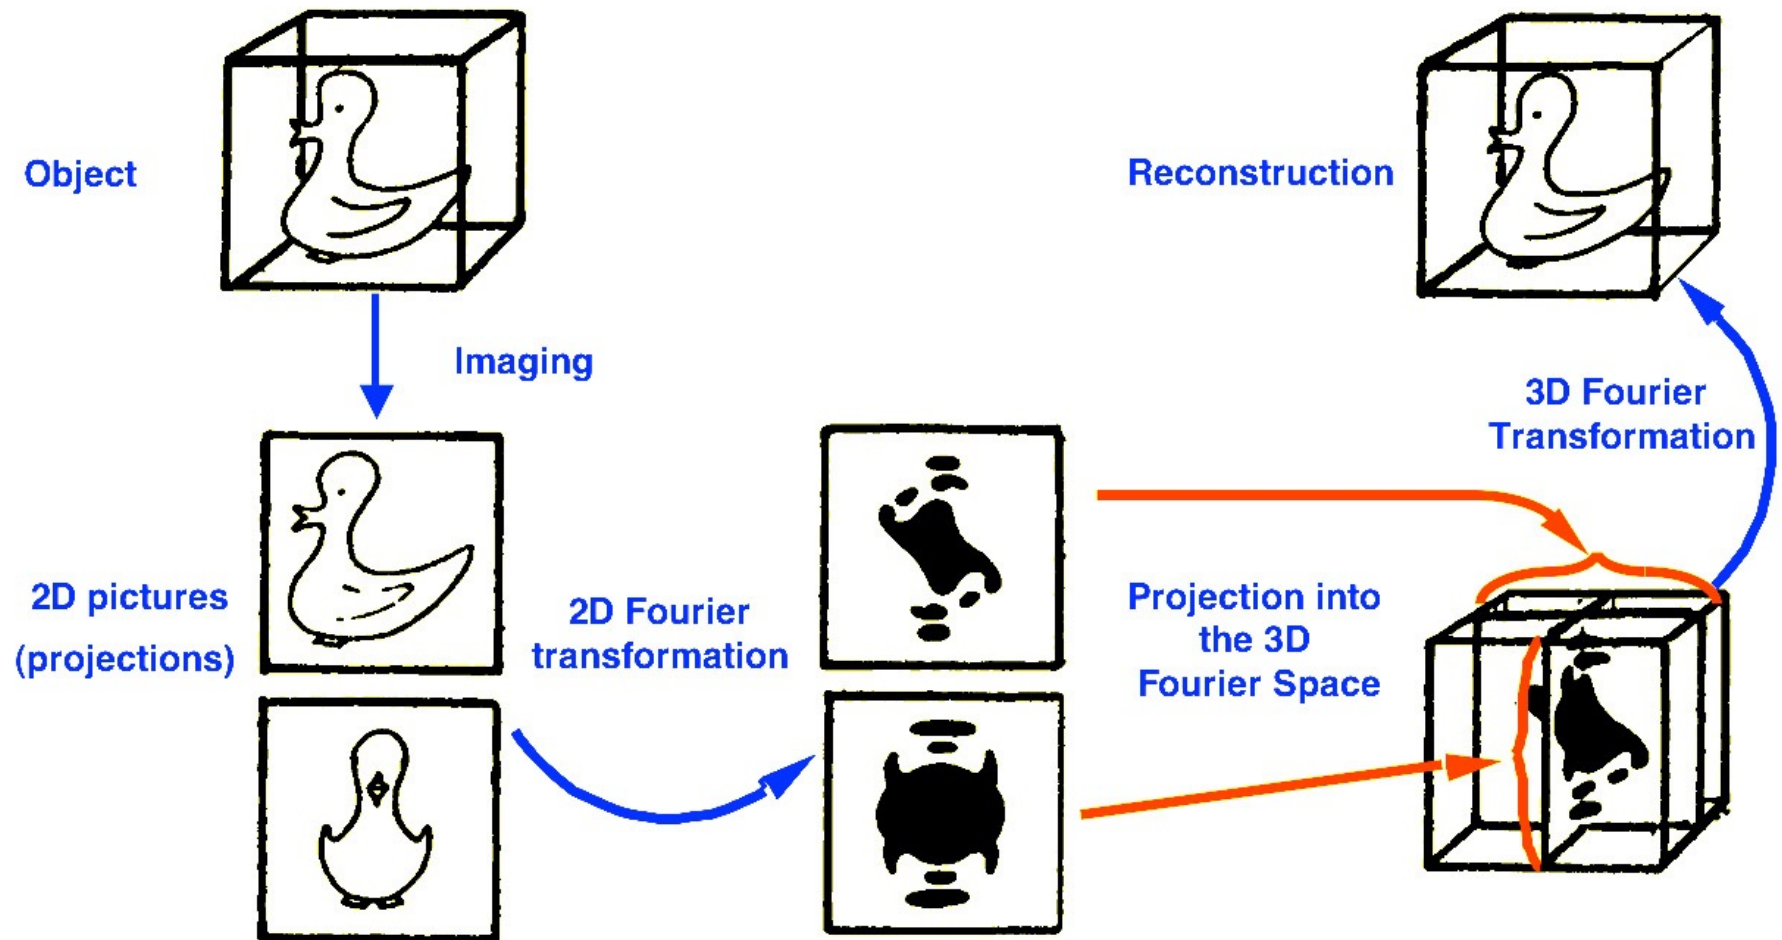 Object
Reconstruction
Imaging
3D Fourier
Transformation
2D pictures
(projections)
2D Fourier
transformation
Projection into
the 3D
Fourier Space